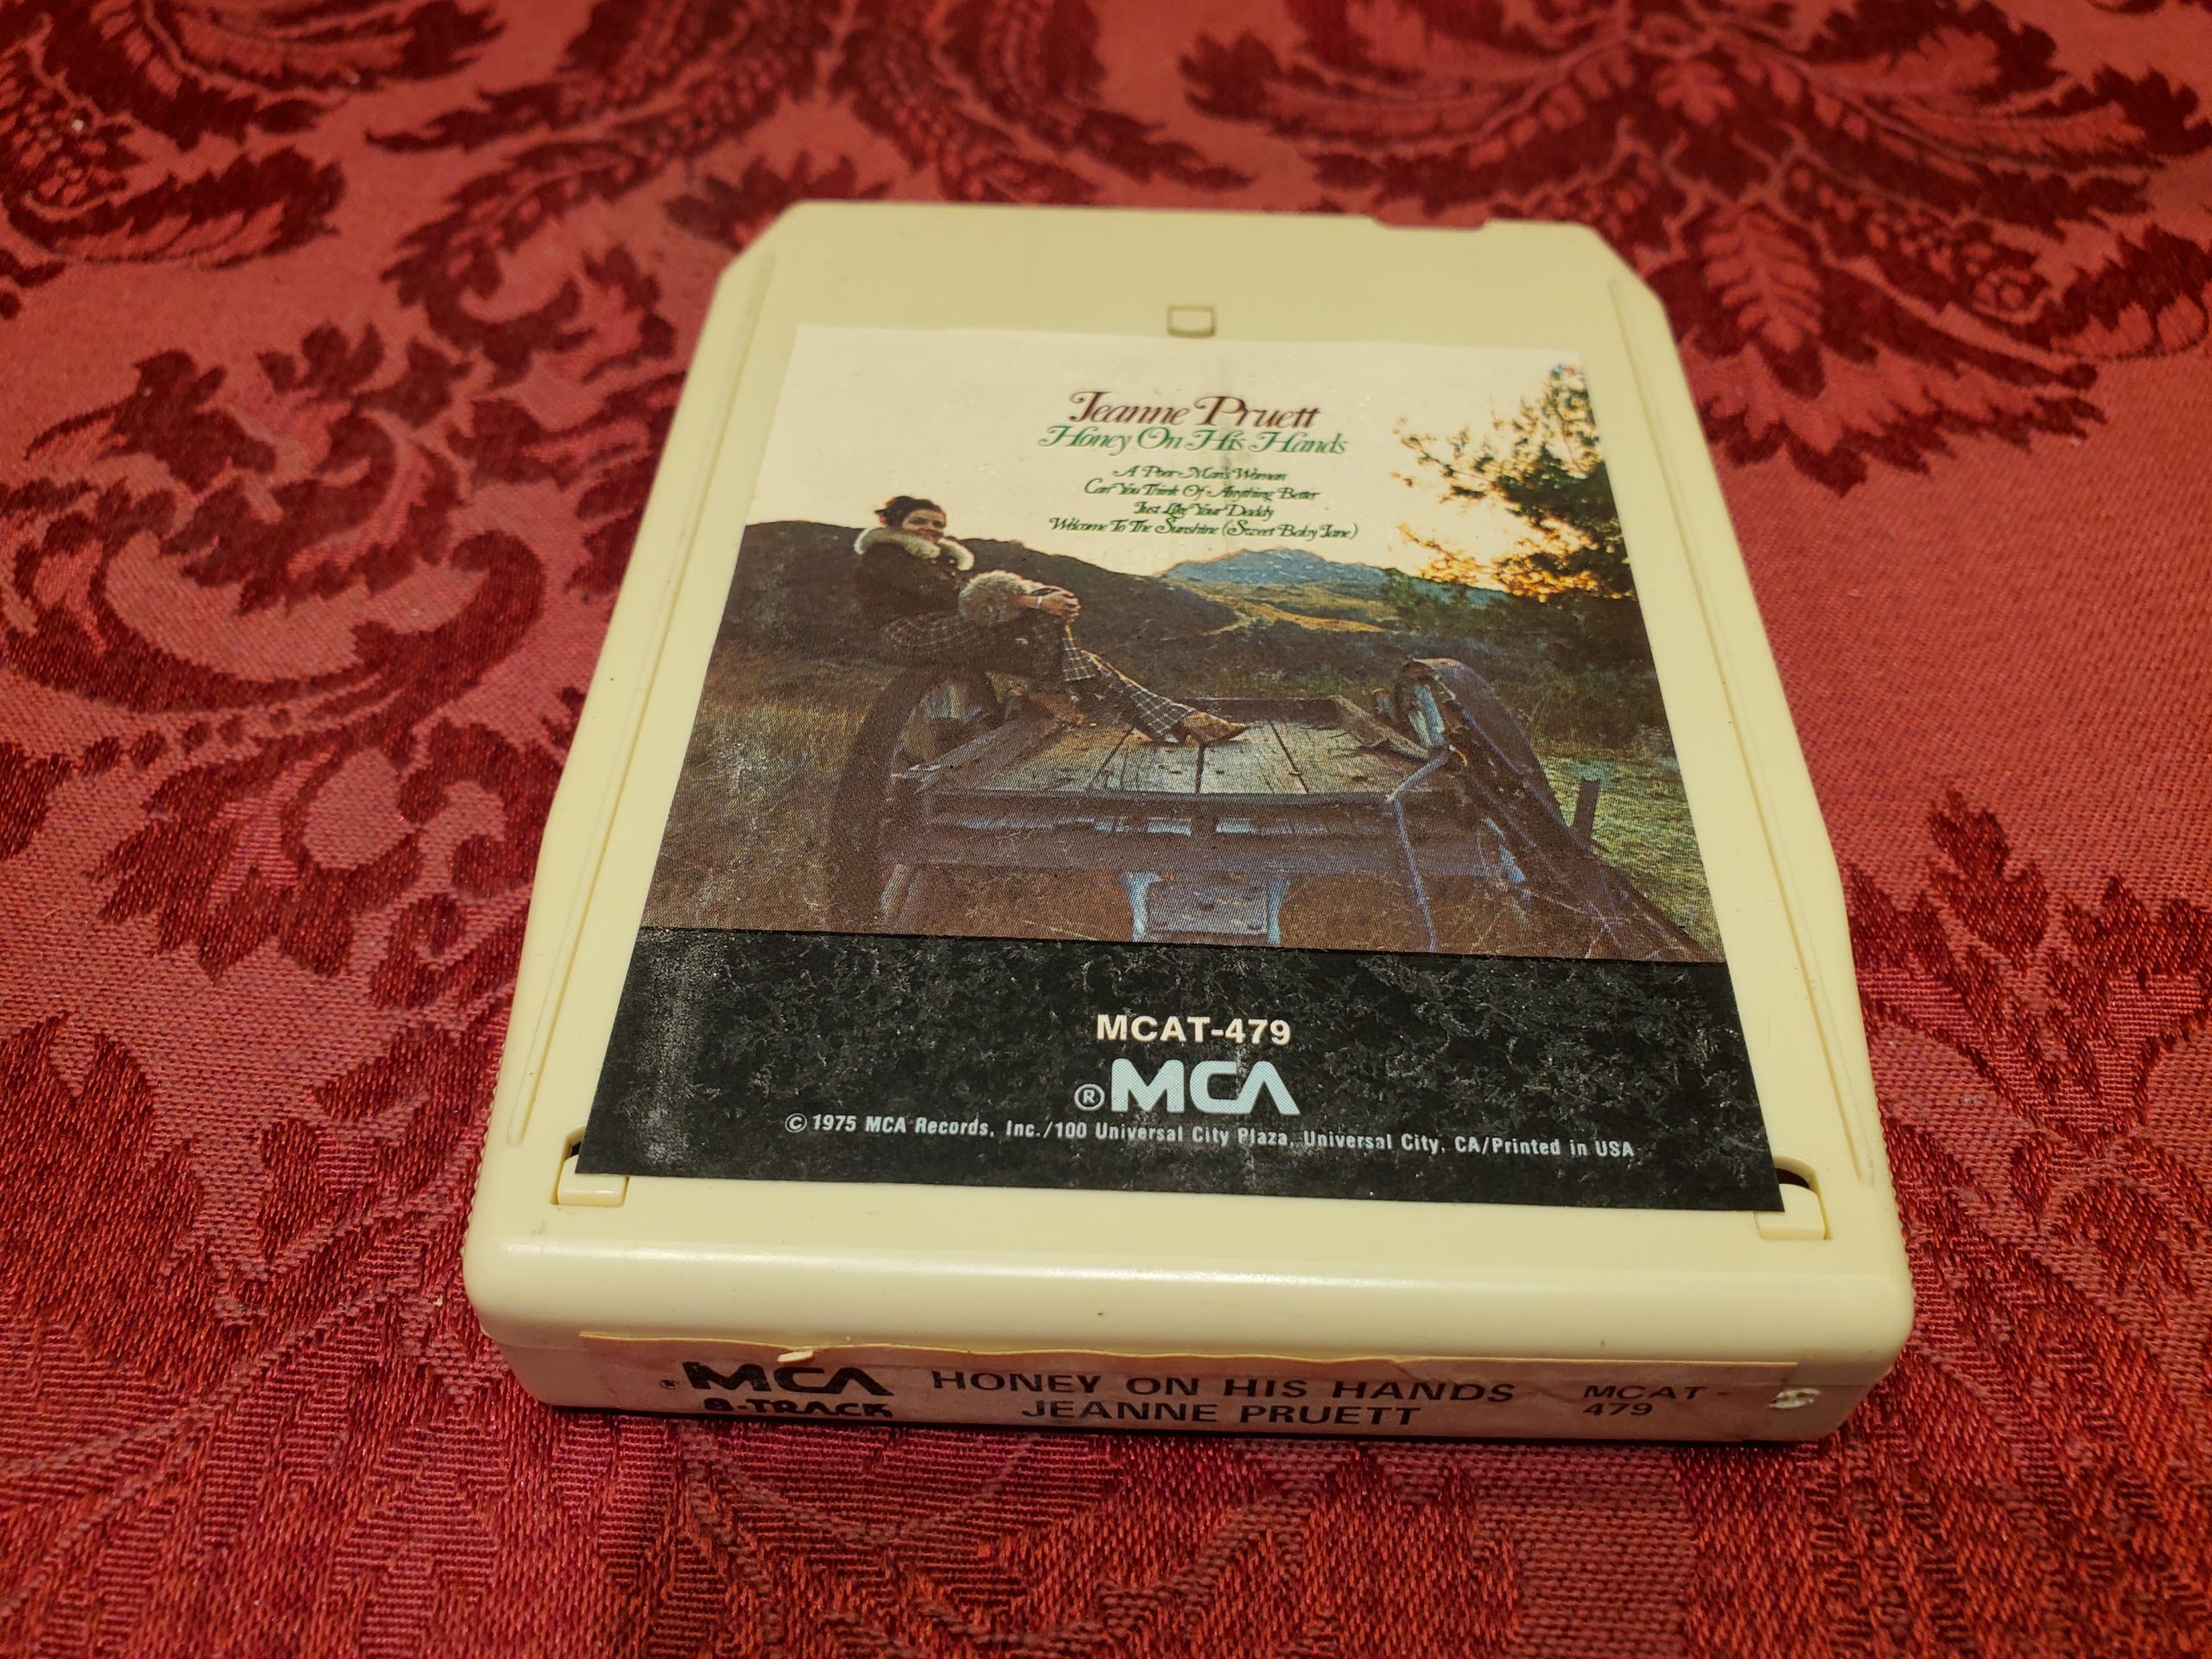 Jeanne Pruett
Honey On His Hands
A Poor Man's Woman
Can You Think Of Anything Better
Just Like Your Daddy
Welcome To The Sunshine (Sweet Baby Jane)
MCAT-479
® MCA
© 1975 MCA Records, Inc./100 Universal City Plaza, Universal City, CA/Printed in USA
® MCA HONEY ON HIS HANDS MCAT-
8-TRACK JEANNE PRUETT 479